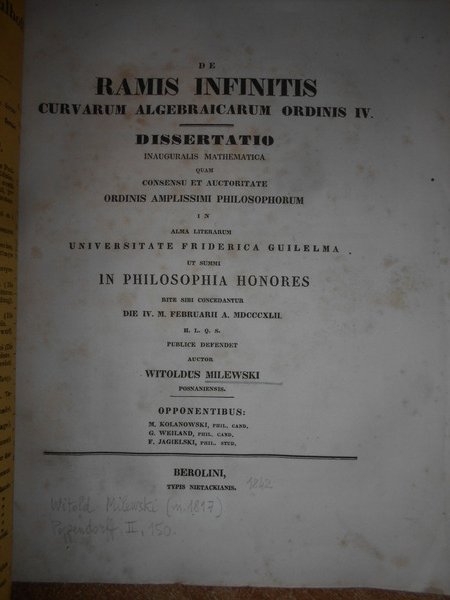 DE
RAMIS INFINITIS
CURVARUM ALGEBRAICARUM ORDINIS IV.
DISSERTATIO
INAUGURALIS MATHEMATICA
QUAM
CONSENSU ET AUCTORITATE
ORDINIS AMPLISSIMI PHILOSOPHORUM
IN
ALMA LITERARUM
UNIVERSITATE FRIDERICA GUILELMA
UT SUMMI
IN PHILOSOPHIA HONORES
RITE SIBI CONCEDANTUR
DIE IV. M. FEBRUARII A. MDCCCXLII.
H. L. Q. S.
PUBLICE DEFENDET
AUCTOR
WITOLDUS MILEWSKI
POSNANIENSIS.
OPPONENTIBUS:
M. KOLANOWSKI, PHIL. CAND.
G. WEILAND, PHIL. CAND.
F. JAGIELSKI, PHIL. STUD.
BEROLINI,
TYPIS NIETACKIANIS. 1842
Witold Milewski (n. 1817)
Poggendorf. II, 150.